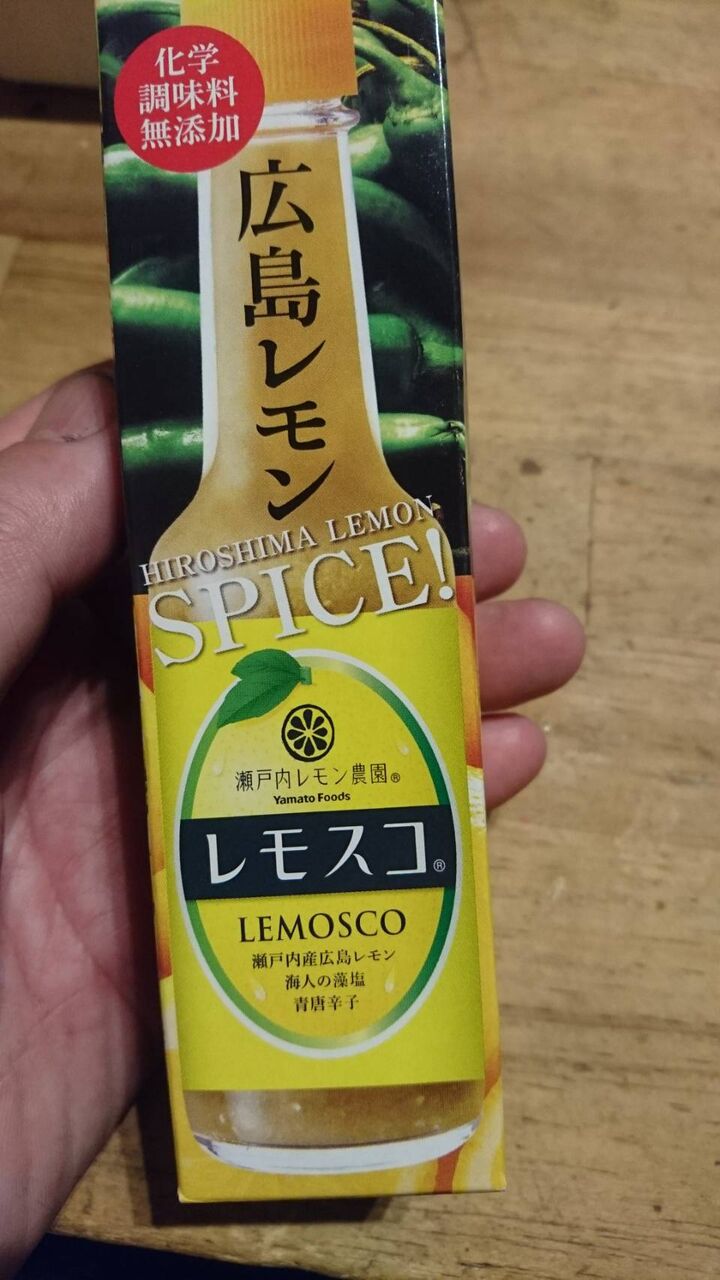 化学
調味料
無添加
広島レモン
HIROSHIMA LEMON
SPICE!
瀬戸内レモン農園®
Yamato Foods
レモスコ®
LEMOSCO
瀬戸内産広島レモン
海人の藻塩
青唐辛子